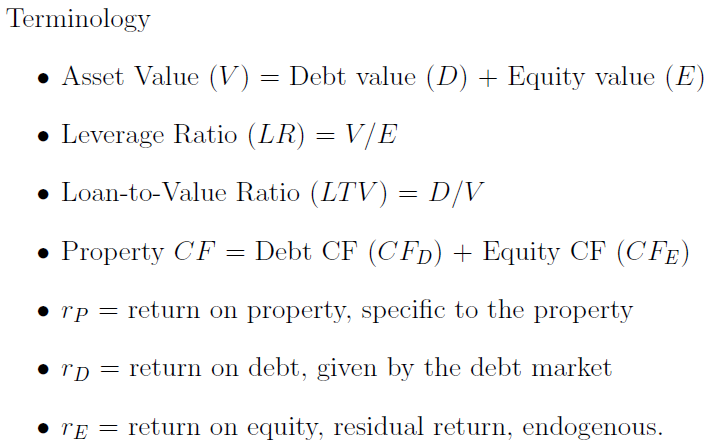 Terminology
• Asset Value (V) = Debt value (D) + Equity value (E)
• Leverage Ratio (LR) = V/E
• Loan-to-Value Ratio (LTV) = D/V
• Property CF = Debt CF (CF_D) + Equity CF (CF_E)
• r_P = return on property, specific to the property
• r_D = return on debt, given by the debt market
• r_E = return on equity, residual return, endogenous.